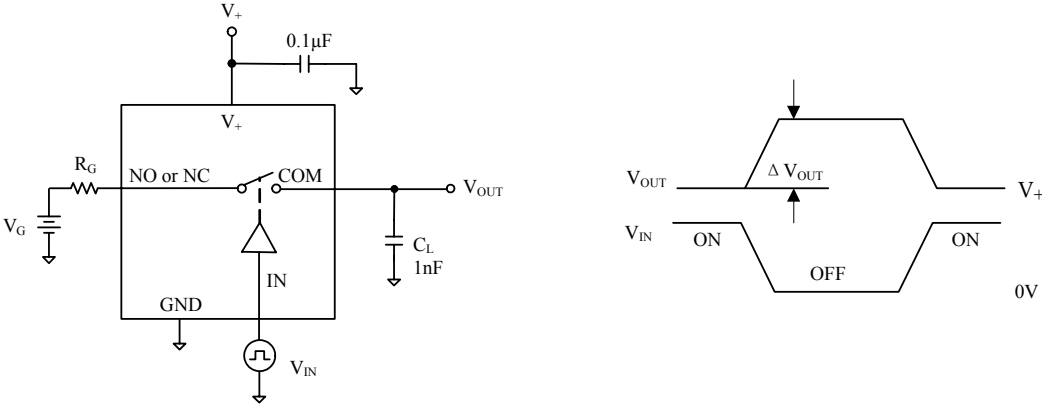 V+
0.1μF
V+
RG
NO or NC
COM
VOUT
VG
CL
1nF
IN
GND
VIN
VOUT
Δ VOUT
V+
VIN
ON
OFF
ON
0V